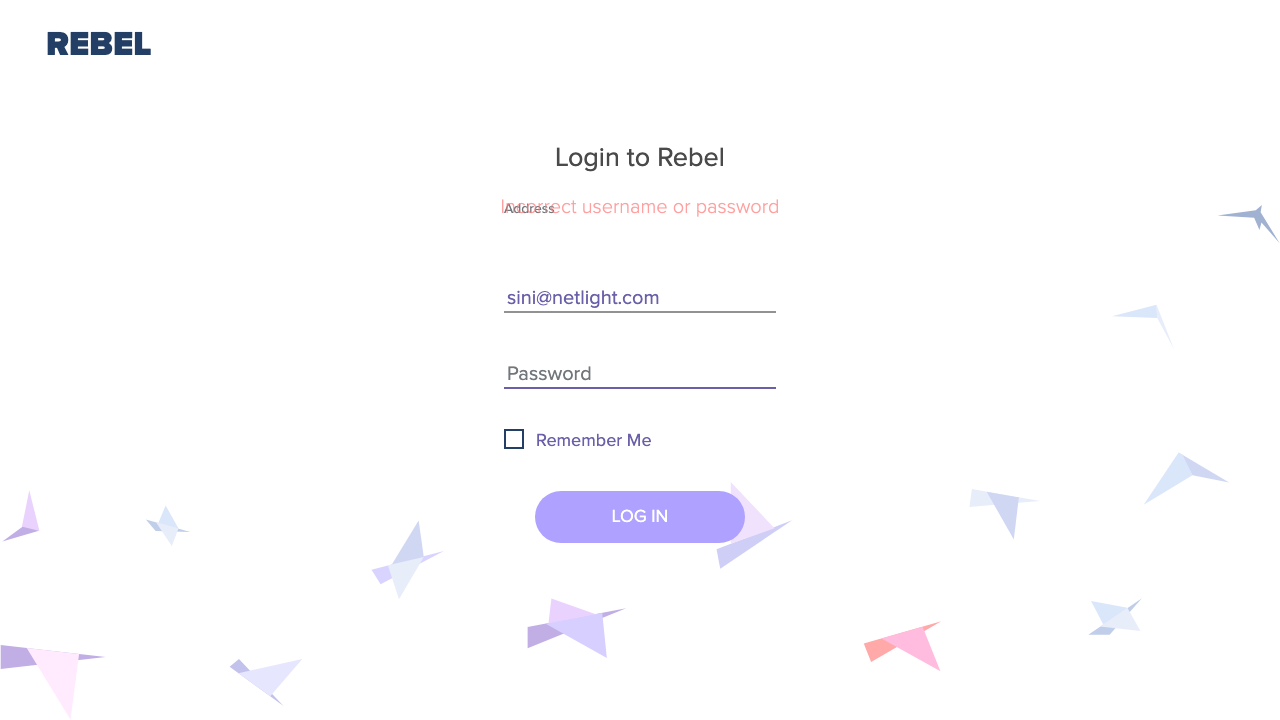 REBEL
Login to Rebel
Incorrect username or password
Address
sini@netlight.com
Password
Remember Me
LOG IN